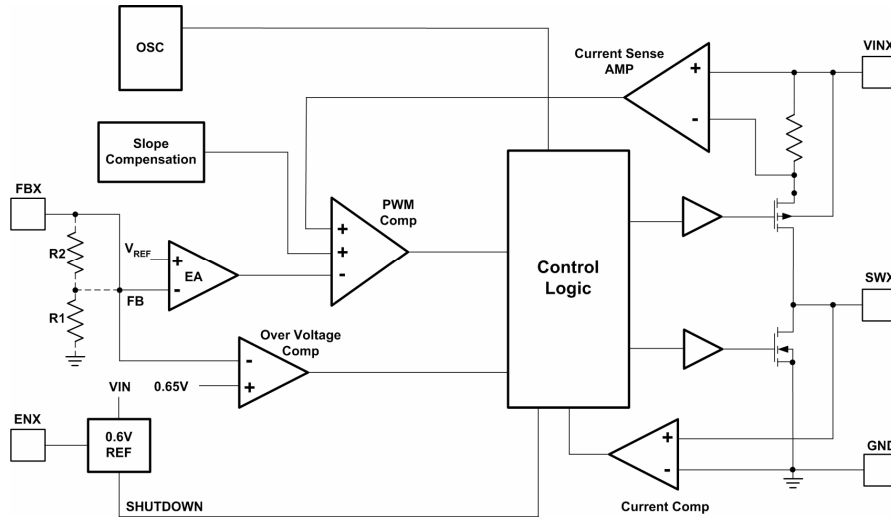 OSC
Current Sense
AMP
VINX
+
-
Slope
Compensation
FBX
PWM
Comp
+
+
-
R2
VREF
+
-
EA
FB
R1
Control
Logic
SWX
Over Voltage
Comp
-
+
0.65V
VIN
ENX
0.6V
REF
+
-
GND
SHUTDOWN
Current Comp